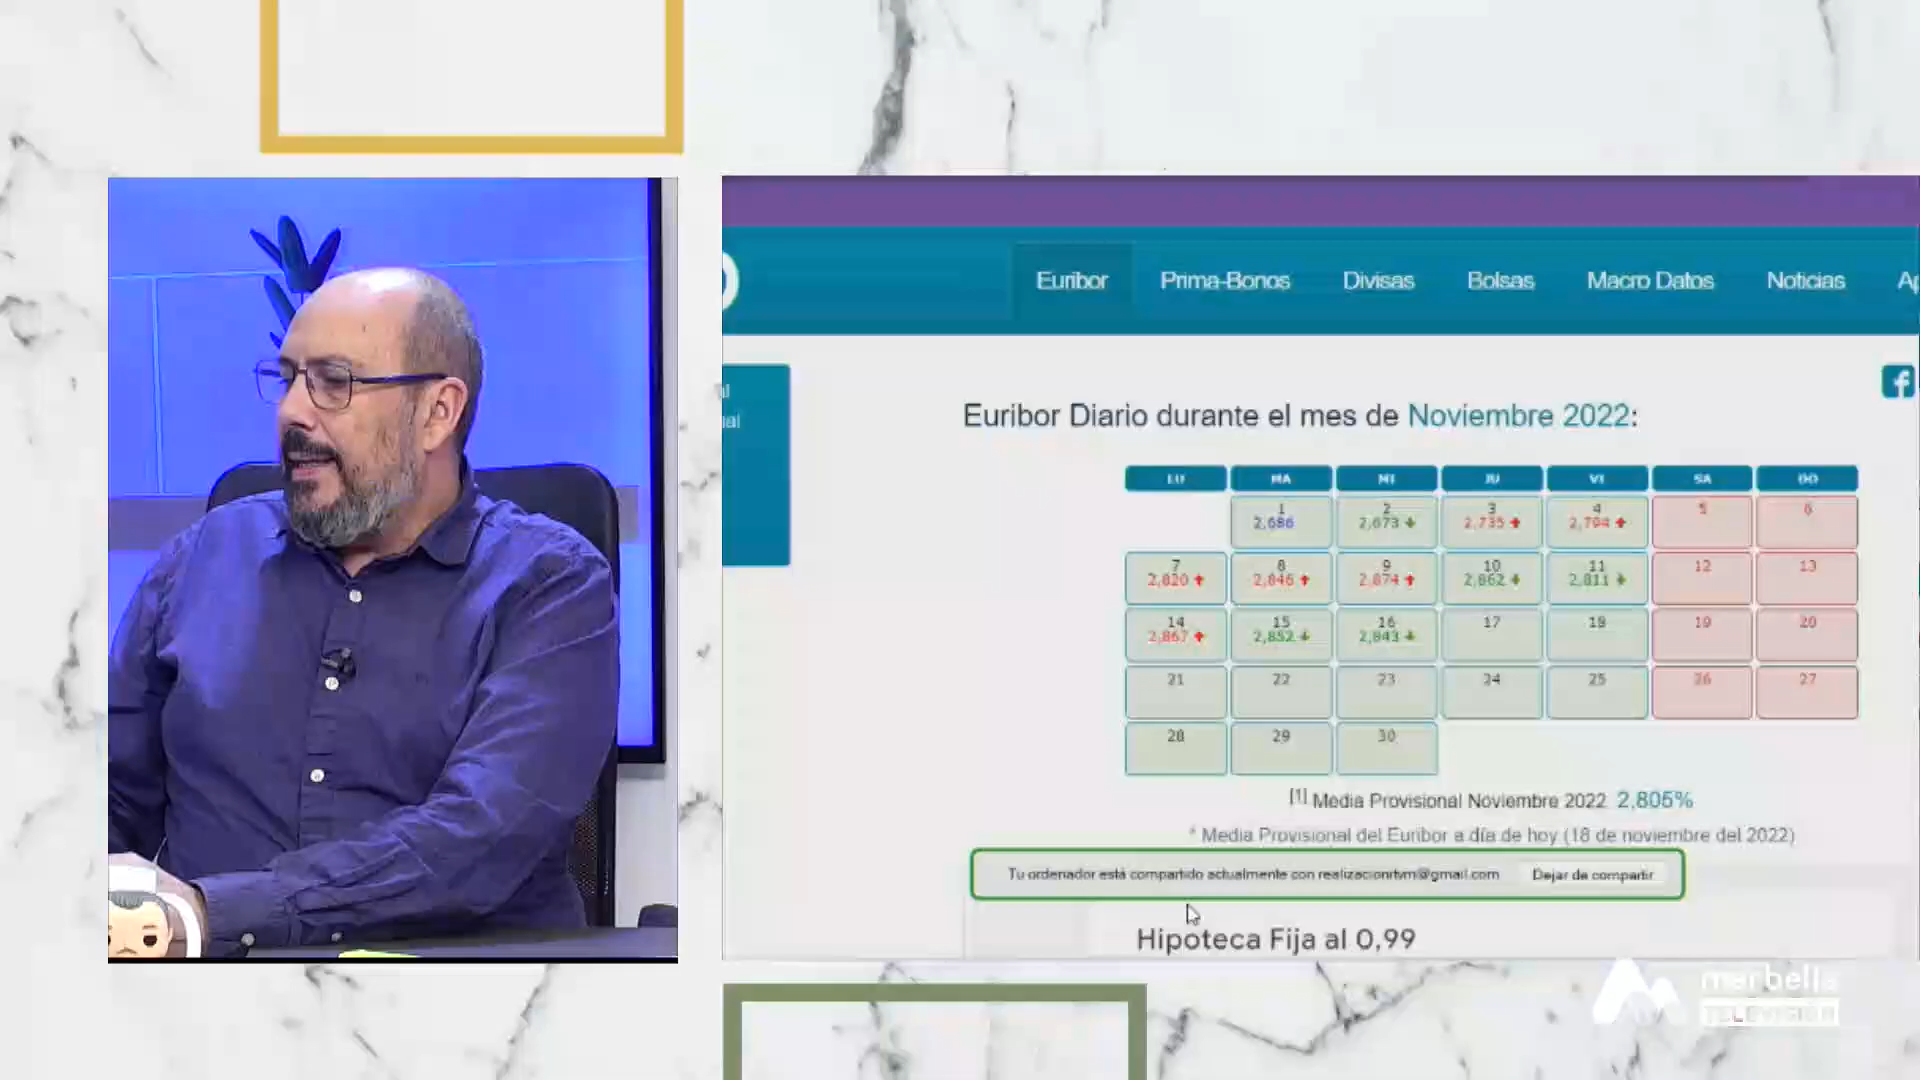 Euribor Prima-Bonos Divisas Bolsas Macro Datos Noticias
Euribor Diario durante el mes de Noviembre 2022:
LU MA MI JU VI SA DO
1 2 3 4 5 6
2,686 2,673 2,735 2,704
7 8 9 10 11 12 13
2,820 2,846 2,874 2,862 2,811
14 15 16 17 18 19 20
2,867 2,852 2,843
21 22 23 24 25 26 27
28 29 30
[1] Media Provisional Noviembre 2022 2,805%
* Media Provisional del Euribor a día de hoy (18 de noviembre del 2022)
Tu ordenador está compartido actualmente con realizacionrtvm@gmail.com Dejar de compartir
Hipoteca Fija al 0,99
marbella
TELEVISIÓN